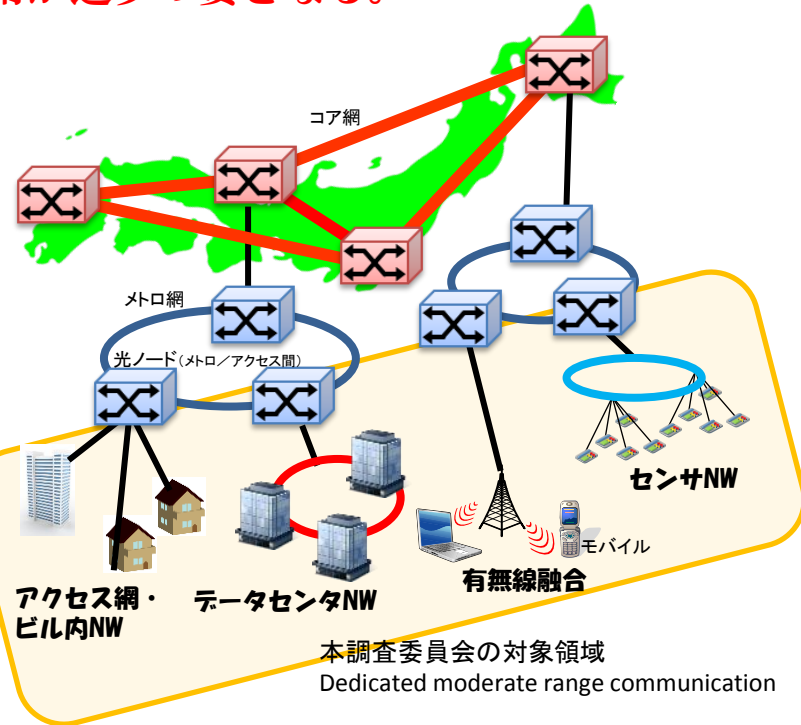 コア網
メトロ網
光ノード(メトロ/アクセス間)
センサNW
モバイル
有無線融合
アクセス網・
ビル内NW
データセンタNW
本調査委員会の対象領域
Dedicated moderate range communication